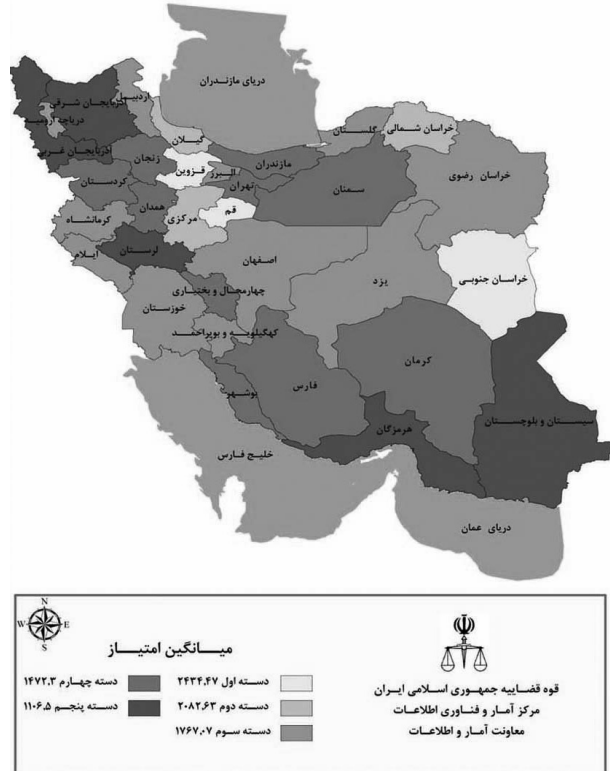 دریای مازندران
اردبیل
آذربایجان شرقی
دریاچه ارومیه
آذربایجان غربی
گیلان
زنجان
قزوین
البرز
مازندران
گلستان
خراسان شمالی
خراسان رضوی
سمنان
تهران
کردستان
همدان
مرکزی
قم
کرمانشاه
لرستان
ایلام
اصفهان
یزد
خراسان جنوبی
چهارمحال و بختیاری
خوزستان
کهگیلویه و بویراحمد
کرمان
فارس
بوشهر
سیستان و بلوچستان
هرمزگان
خلیج فارس
دریای عمان
N
W E
S
میانگین امتیاز
دسته اول ۲۴۳۴.۴۷
دسته دوم ۲۰۸۲.۶۳
دسته سوم ۱۷۶۷.۰۷
دسته چهارم ۱۴۷۲.۳
دسته پنجم ۱۱۰۶.۵
قوه قضاییه جمهوری اسلامی ایران
مرکز آمار و فناوری اطلاعات
معاونت آمار و اطلاعات